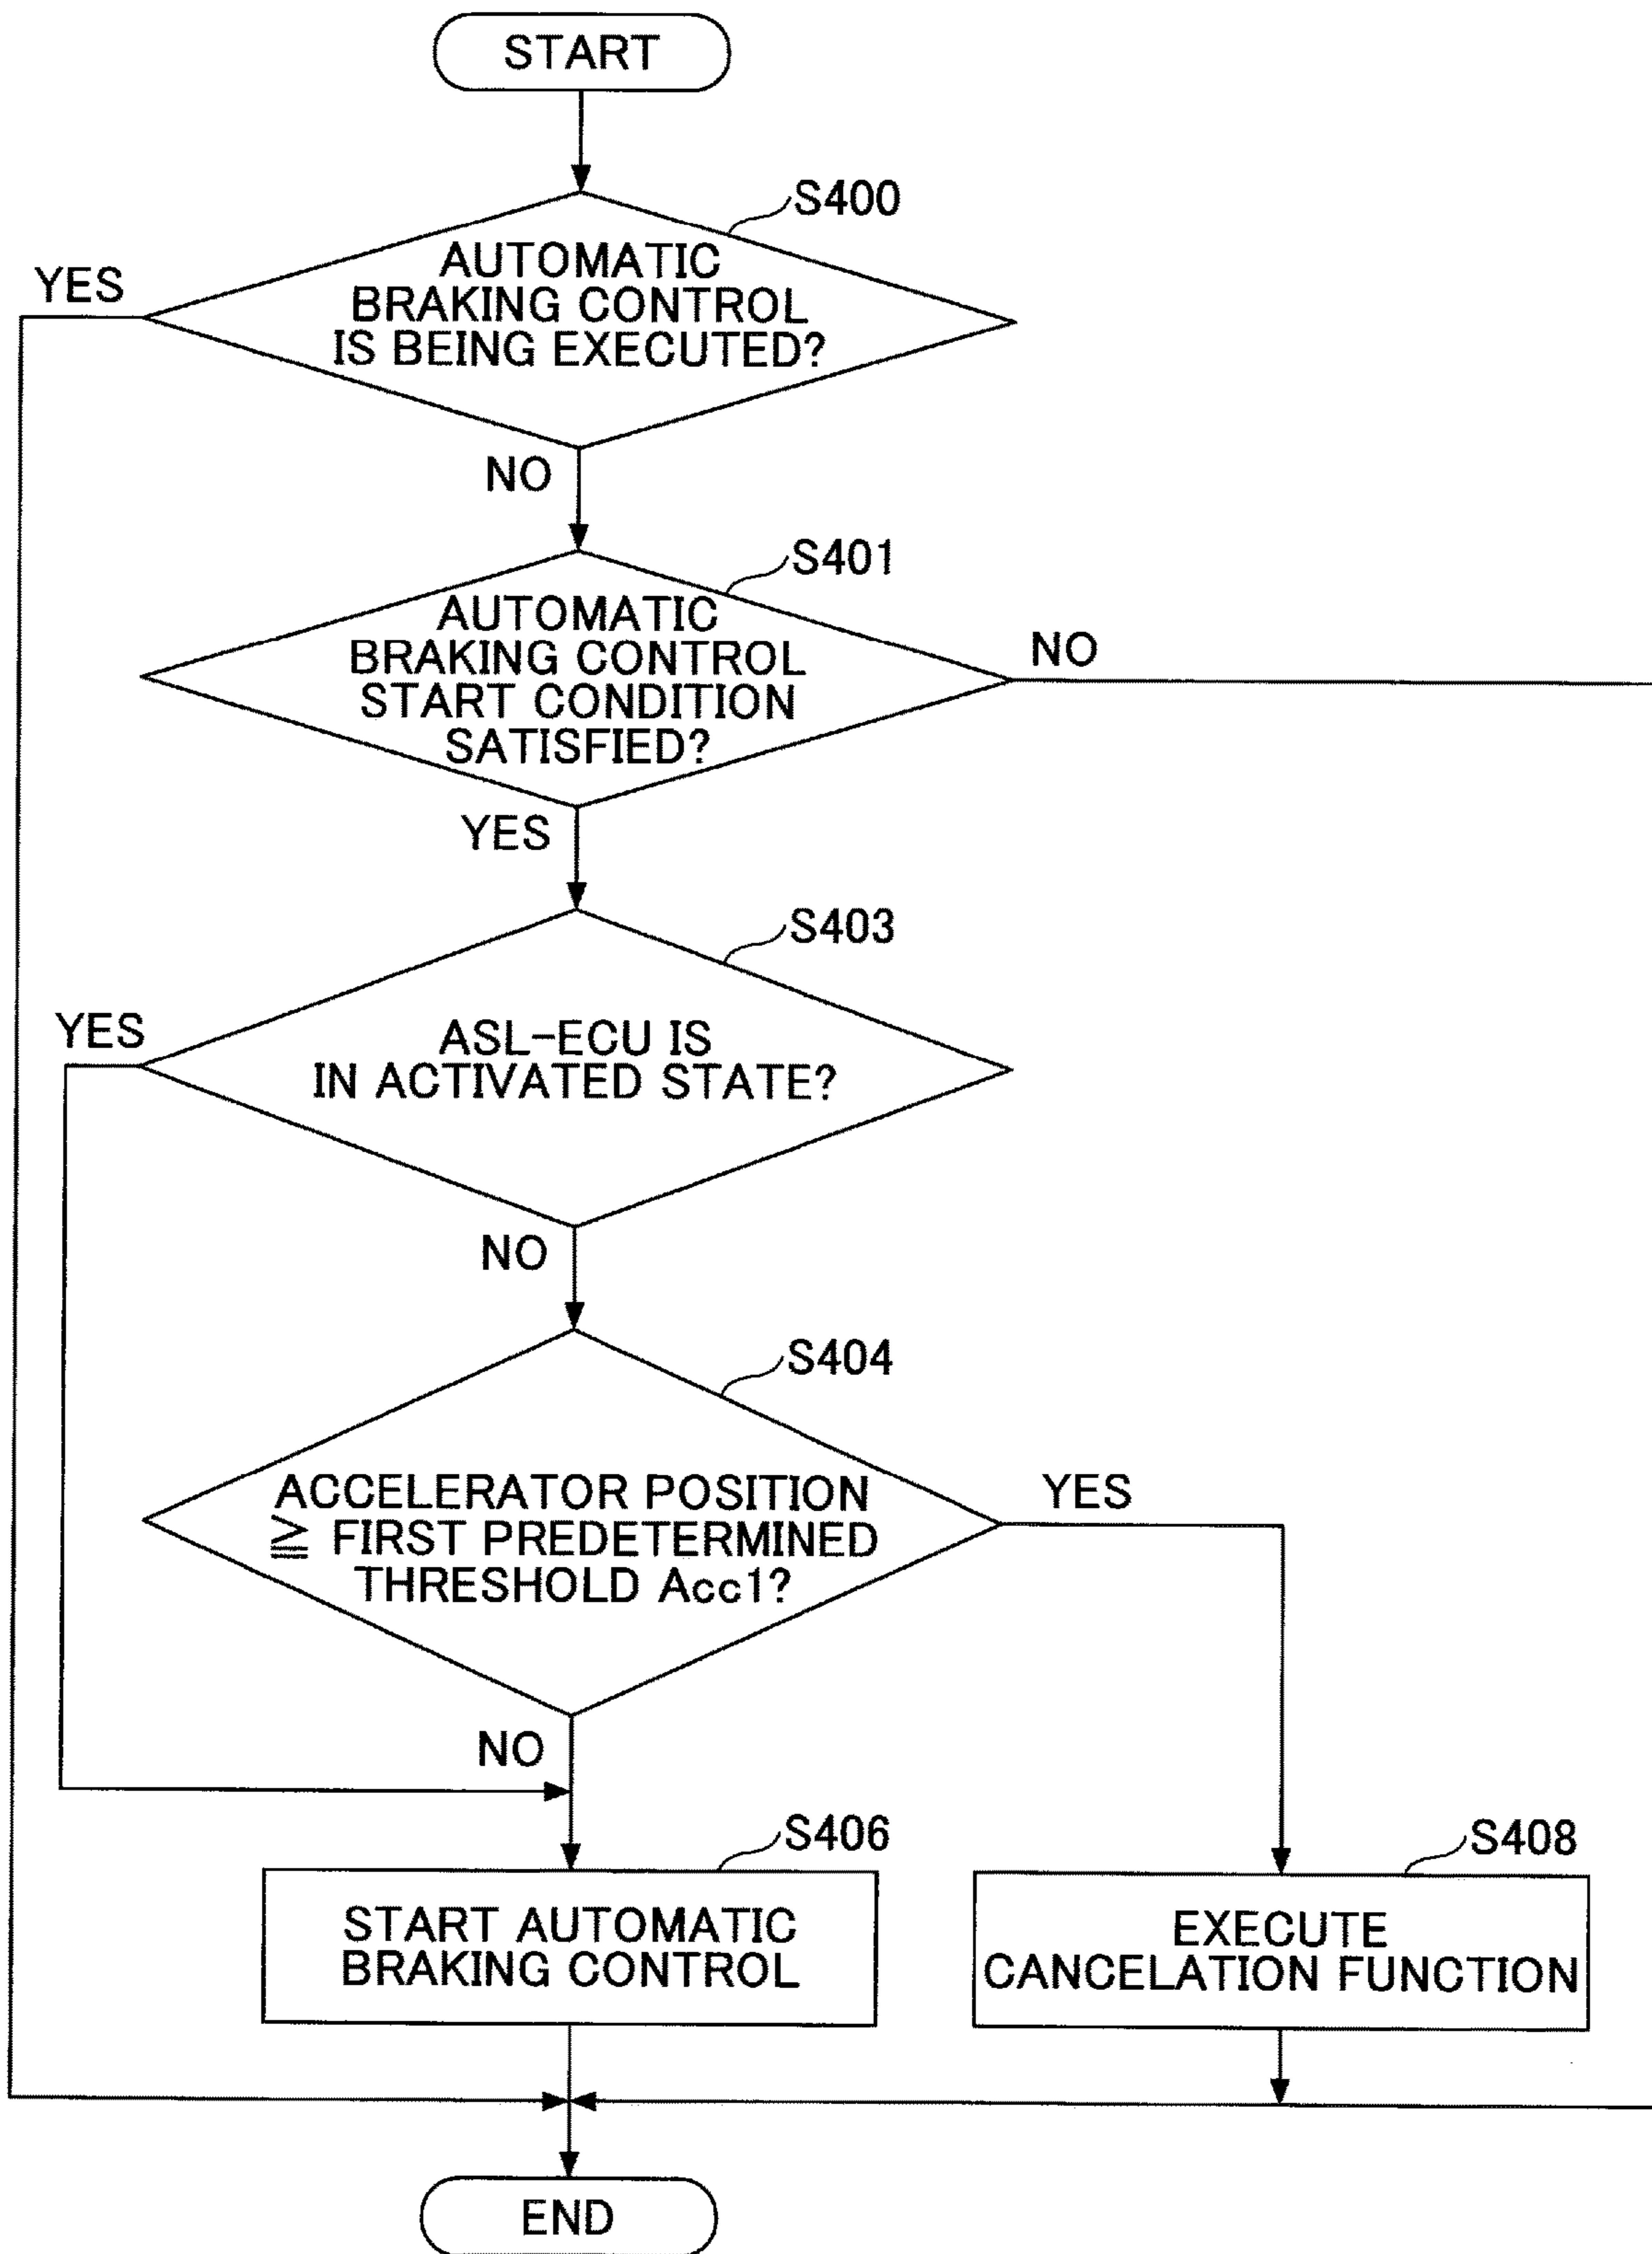 START
S400
YES
AUTOMATIC
BRAKING CONTROL
IS BEING EXECUTED?
NO
S401
AUTOMATIC
BRAKING CONTROL
START CONDITION
SATISFIED?
NO
YES
S403
YES
ASL-ECU IS
IN ACTIVATED STATE?
NO
S404
ACCELERATOR POSITION
≧ FIRST PREDETERMINED
THRESHOLD Acc1?
YES
NO
S406
START AUTOMATIC
BRAKING CONTROL
S408
EXECUTE
CANCELATION FUNCTION
END